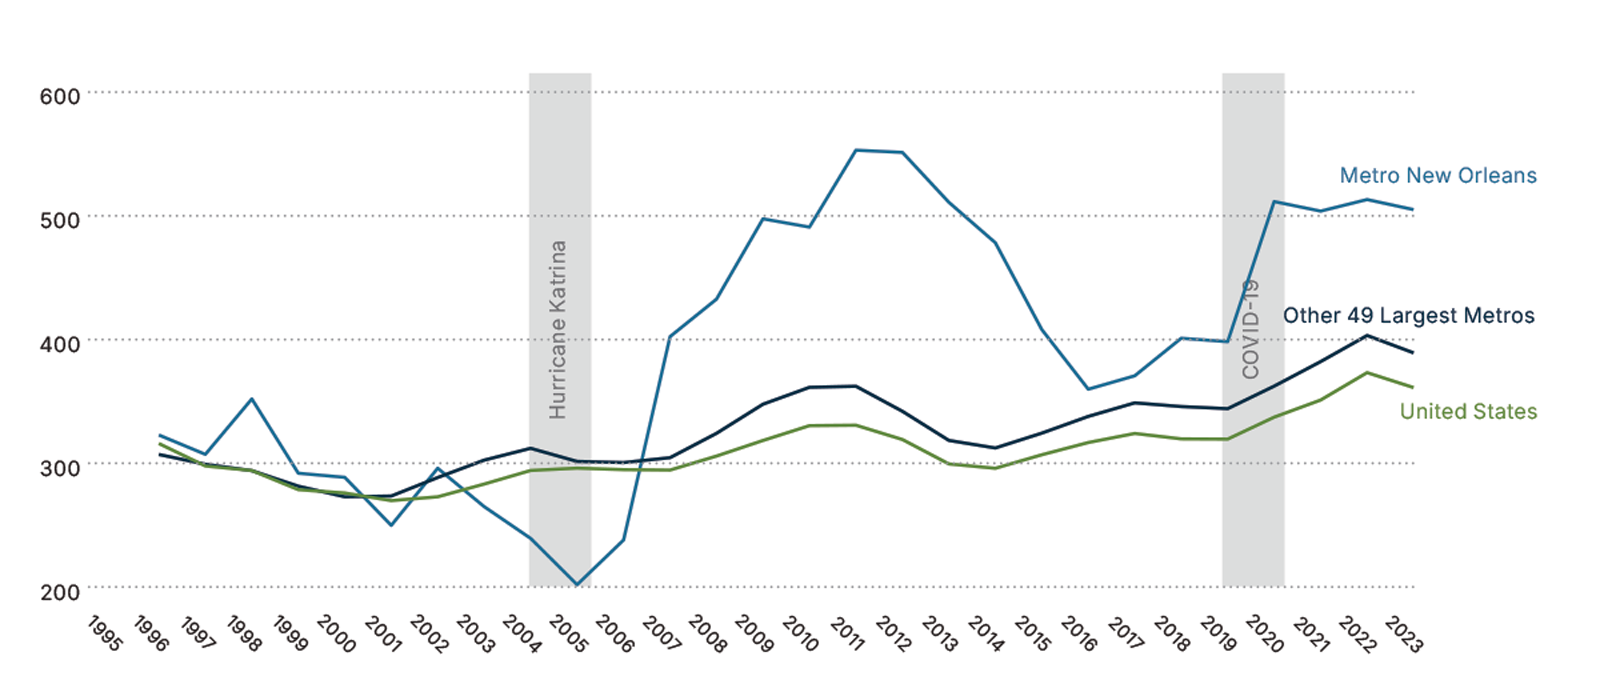 600
500
400
300
200
Hurricane Katrina
COVID-19
Metro New Orleans
Other 49 Largest Metros
United States
1995 1996 1997 1998 1999 2000 2001 2002 2003 2004 2005 2006 2007 2008 2009 2010 2011 2012 2013 2014 2015 2016 2017 2018 2019 2020 2021 2022 2023